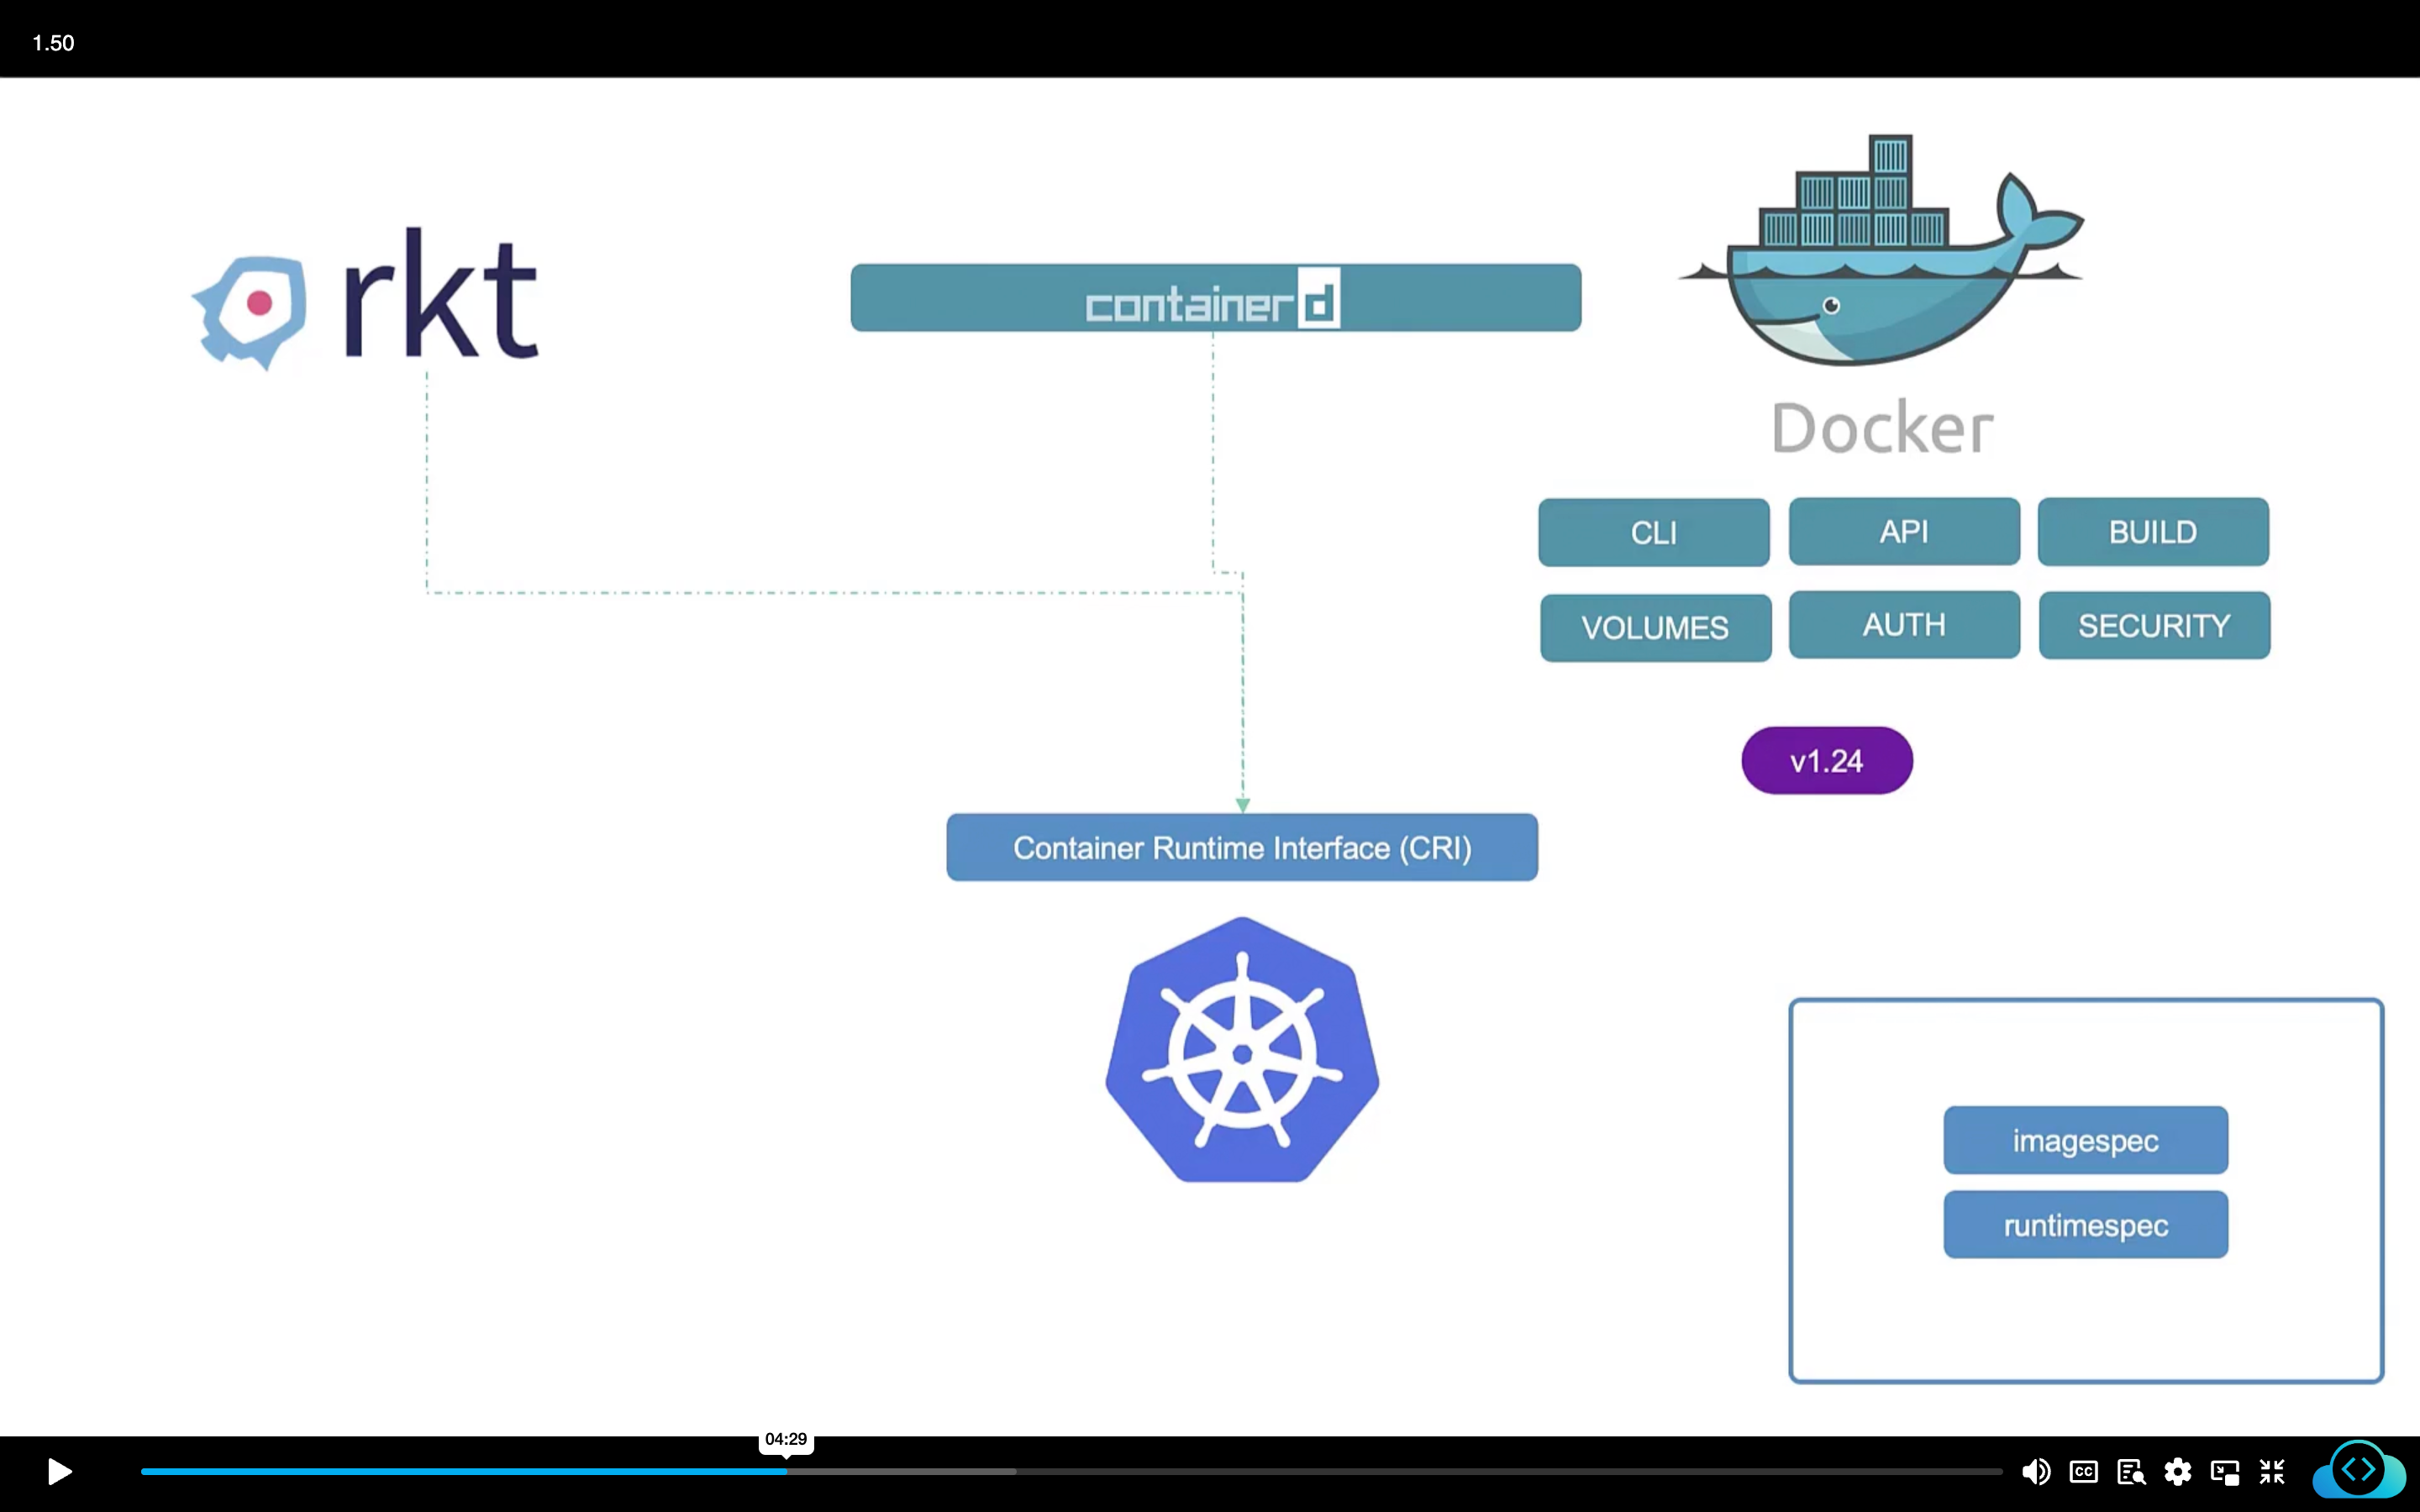 1.50
rkt
containerd
Docker
CLI
API
BUILD
VOLUMES
AUTH
SECURITY
v1.24
Container Runtime Interface (CRI)
imagespec
runtimespec
04:29
CC